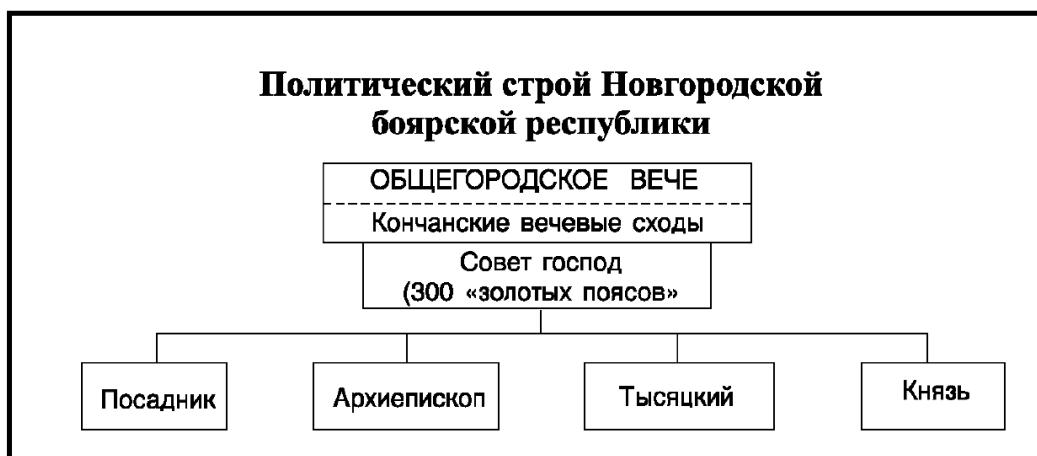 Политический строй Новгородской
боярской республики
ОБЩЕГОРОДСКОЕ ВЕЧЕ
Кончанские вечевые сходы
Совет господ
(300 «золотых поясов»
Посадник
Архиепископ
Тысяцкий
Князь